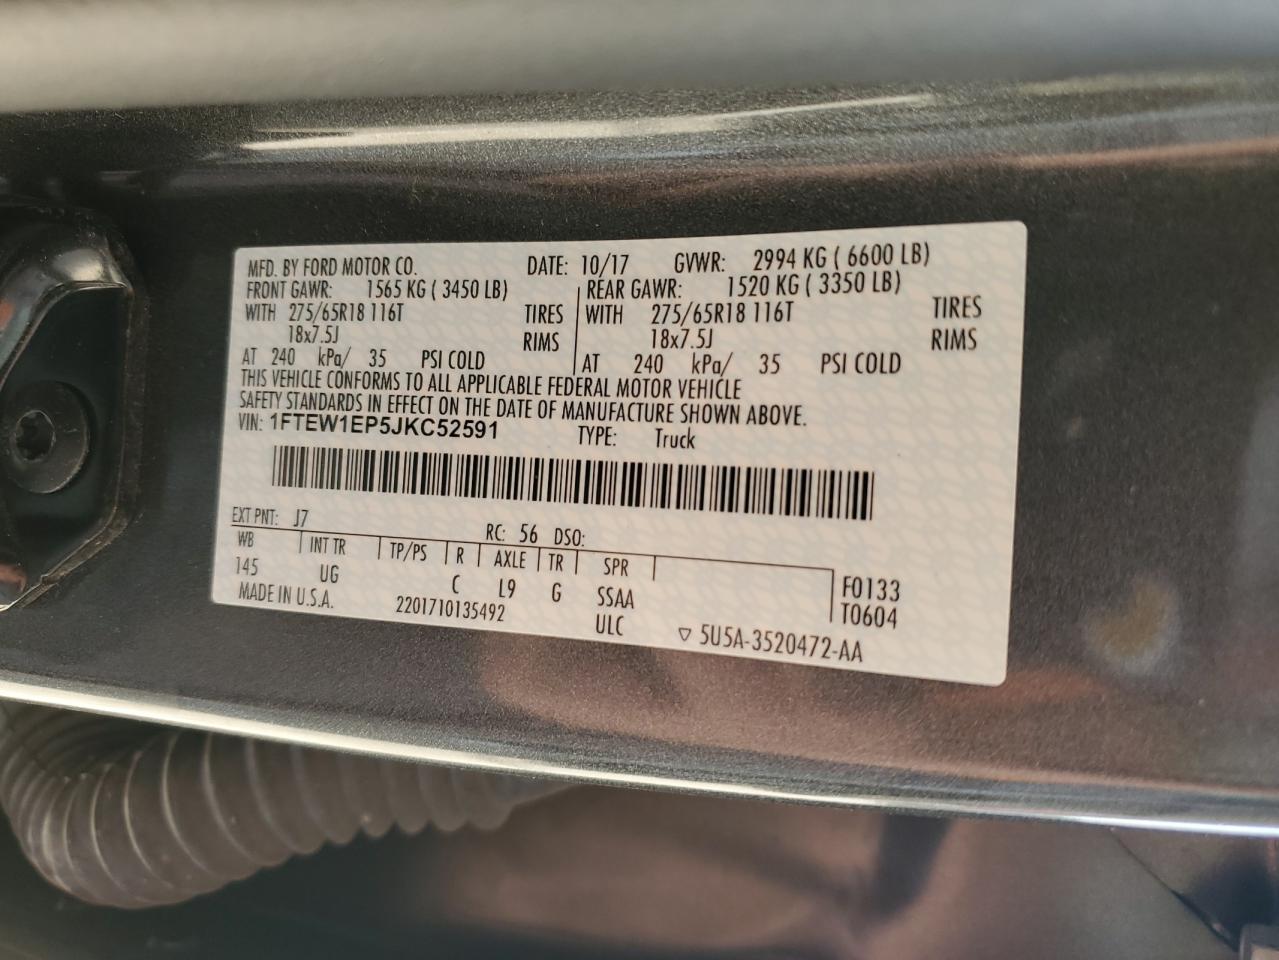 MFD. BY FORD MOTOR CO. DATE: 10/17 GVWR: 2994 KG ( 6600 LB)
FRONT GAWR: 1565 KG ( 3450 LB) REAR GAWR: 1520 KG ( 3350 LB)
WITH 275/65R18 116T TIRES WITH 275/65R18 116T TIRES
18x7.5J RIMS 18x7.5J RIMS
AT 240 kPa/ 35 PSI COLD AT 240 kPa/ 35 PSI COLD
THIS VEHICLE CONFORMS TO ALL APPLICABLE FEDERAL MOTOR VEHICLE
SAFETY STANDARDS IN EFFECT ON THE DATE OF MANUFACTURE SHOWN ABOVE.
VIN: 1FTEW1EP5JKC52591 TYPE: Truck
EXT PNT: J7 RC: 56 DSO:
WB INT TR TP/PS R AXLE TR SPR
145 UG C L9 G SSAA F0133
MADE IN U.S.A. 2201710135492 ULC T0604
▽ 5U5A-3520472-AA